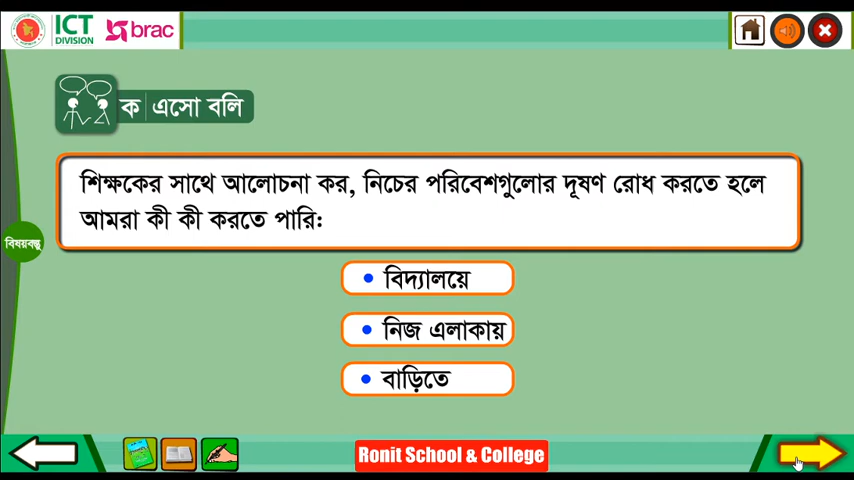 ICT
DIVISION
brac
ক এসো বলি
শিক্ষকের সাথে আলোচনা কর, নিচের পরিবেশগুলোর দূষণ রোধ করতে হলে
আমরা কী কী করতে পারি:
বিষয়বস্তু
• বিদ্যালয়ে
• নিজ এলাকায়
• বাড়িতে
Ronit School & College